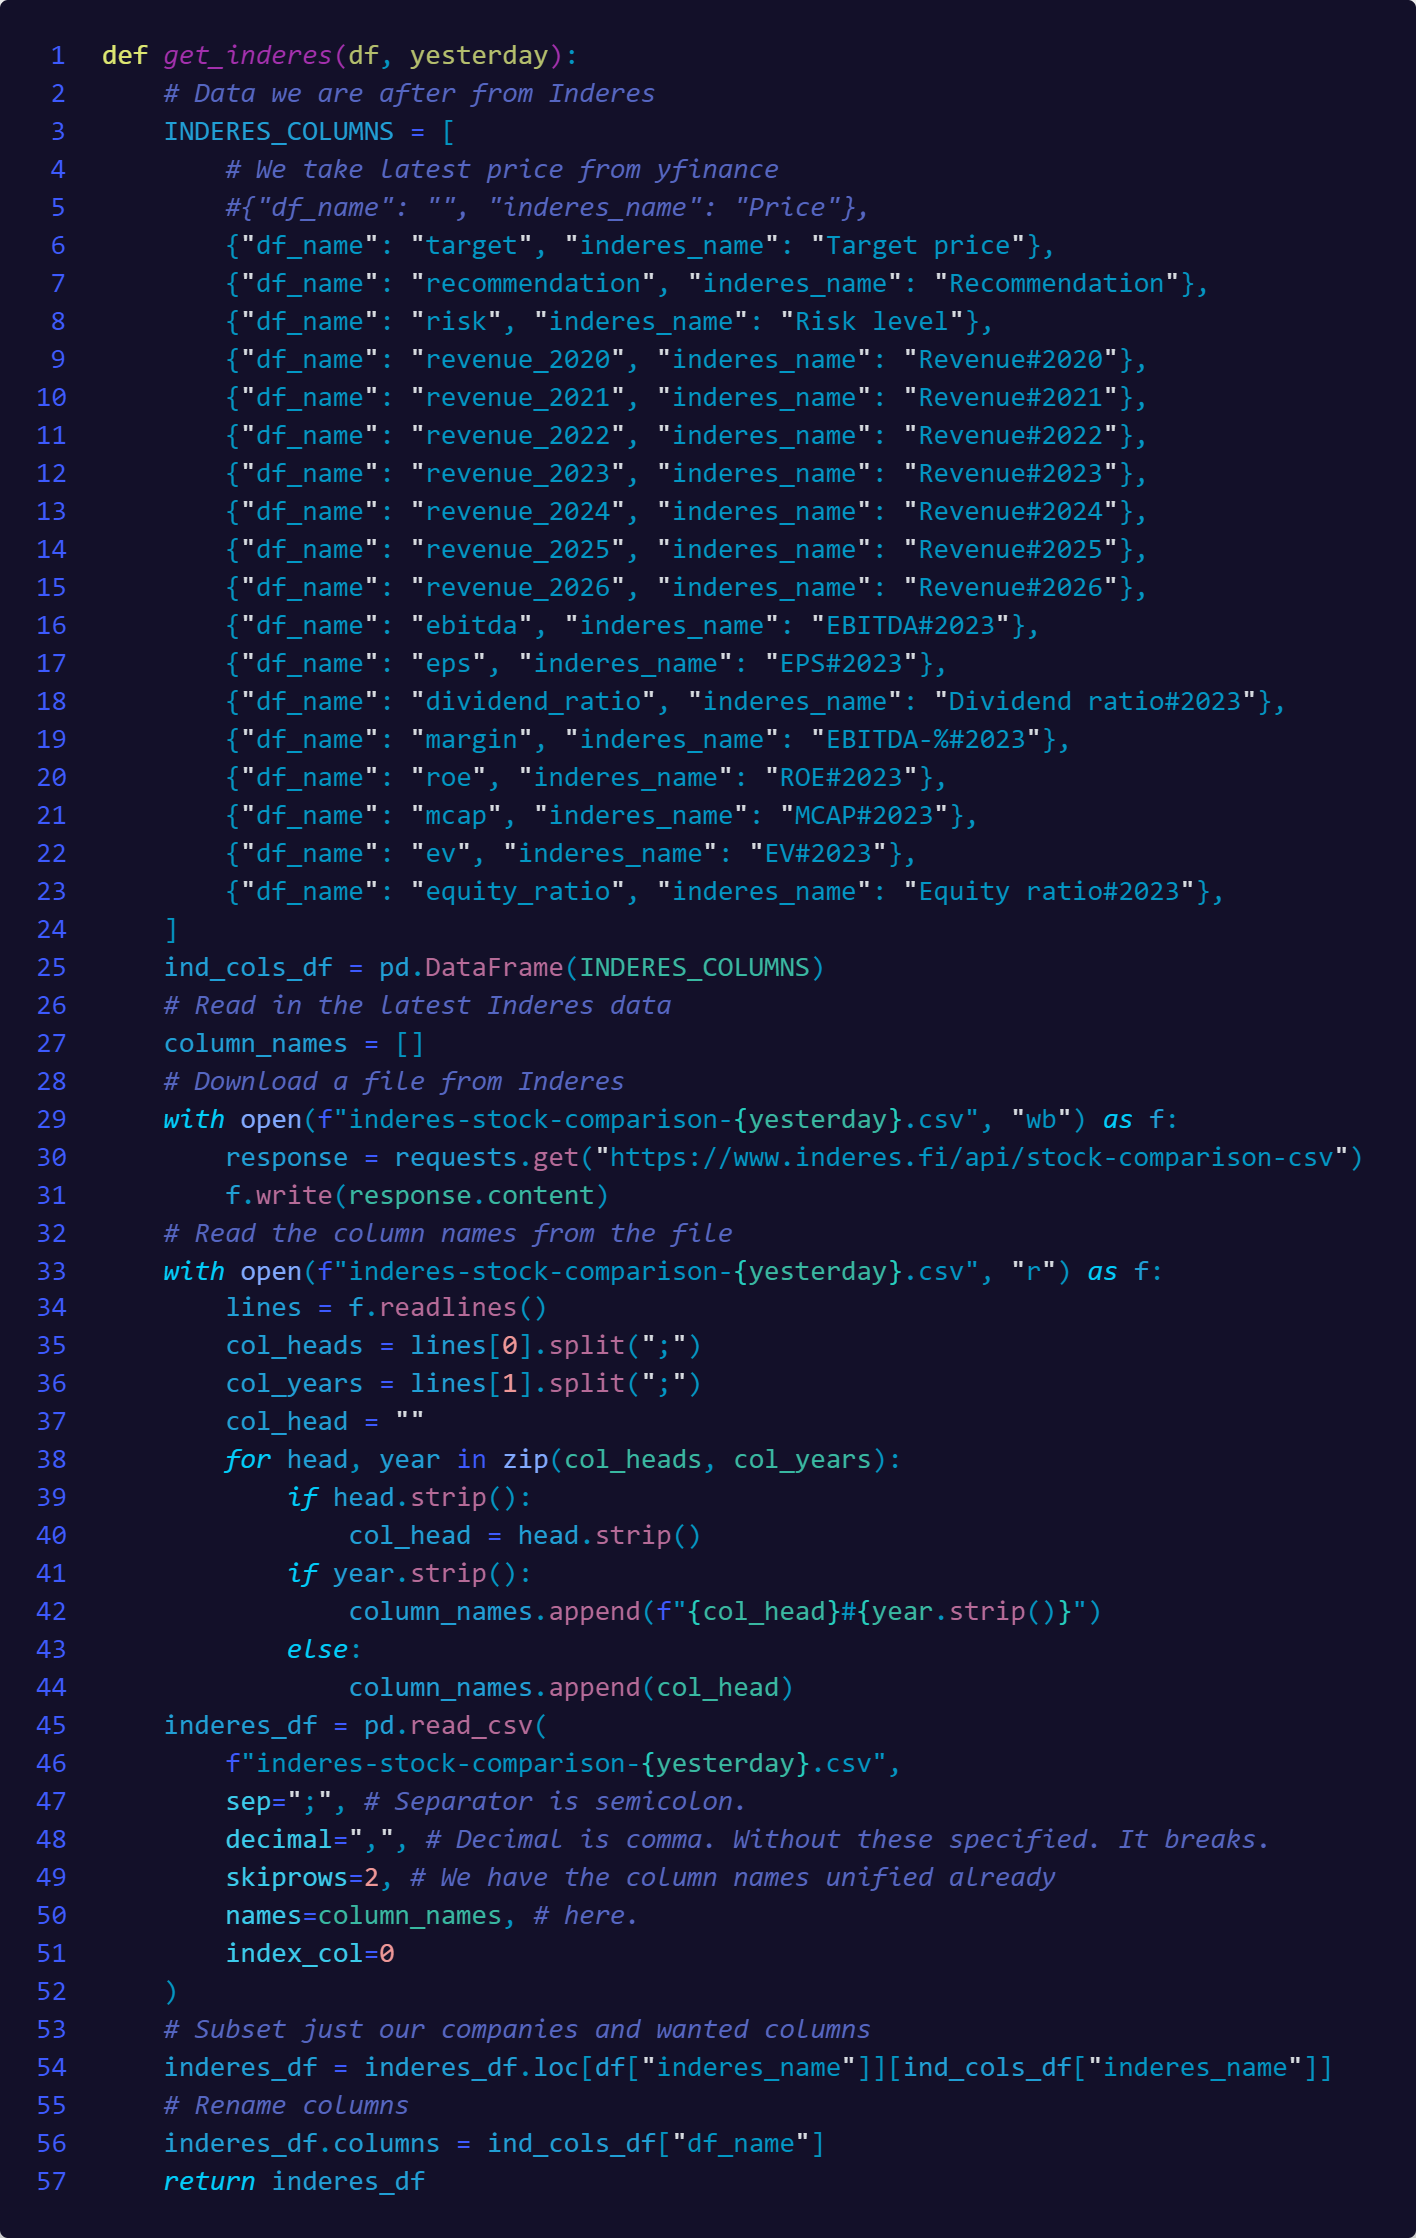 1 def get_inderes(df, yesterday):
2     # Data we are after from Inderes
3     INDERES_COLUMNS = [
4         # We take latest price from yfinance
5         #{"df_name": "", "inderes_name": "Price"},
6         {"df_name": "target", "inderes_name": "Target price"},
7         {"df_name": "recommendation", "inderes_name": "Recommendation"},
8         {"df_name": "risk", "inderes_name": "Risk level"},
9         {"df_name": "revenue_2020", "inderes_name": "Revenue#2020"},
10         {"df_name": "revenue_2021", "inderes_name": "Revenue#2021"},
11         {"df_name": "revenue_2022", "inderes_name": "Revenue#2022"},
12         {"df_name": "revenue_2023", "inderes_name": "Revenue#2023"},
13         {"df_name": "revenue_2024", "inderes_name": "Revenue#2024"},
14         {"df_name": "revenue_2025", "inderes_name": "Revenue#2025"},
15         {"df_name": "revenue_2026", "inderes_name": "Revenue#2026"},
16         {"df_name": "ebitda", "inderes_name": "EBITDA#2023"},
17         {"df_name": "eps", "inderes_name": "EPS#2023"},
18         {"df_name": "dividend_ratio", "inderes_name": "Dividend ratio#2023"},
19         {"df_name": "margin", "inderes_name": "EBITDA-%#2023"},
20         {"df_name": "roe", "inderes_name": "ROE#2023"},
21         {"df_name": "mcap", "inderes_name": "MCAP#2023"},
22         {"df_name": "ev", "inderes_name": "EV#2023"},
23         {"df_name": "equity_ratio", "inderes_name": "Equity ratio#2023"},
24     ]
25     ind_cols_df = pd.DataFrame(INDERES_COLUMNS)
26     # Read in the latest Inderes data
27     column_names = []
28     # Download a file from Inderes
29     with open(f"inderes-stock-comparison-{yesterday}.csv", "wb") as f:
30         response = requests.get("https://www.inderes.fi/api/stock-comparison-csv")
31         f.write(response.content)
32     # Read the column names from the file
33     with open(f"inderes-stock-comparison-{yesterday}.csv", "r") as f:
34         lines = f.readlines()
35         col_heads = lines[0].split(";")
36         col_years = lines[1].split(";")
37         col_head = ""
38         for head, year in zip(col_heads, col_years):
39             if head.strip():
40                 col_head = head.strip()
41             if year.strip():
42                 column_names.append(f"{col_head}#{year.strip()}")
43             else:
44                 column_names.append(col_head)
45     inderes_df = pd.read_csv(
46         f"inderes-stock-comparison-{yesterday}.csv",
47         sep=";", # Separator is semicolon.
48         decimal=",", # Decimal is comma. Without these specified. It breaks.
49         skiprows=2, # We have the column names unified already
50         names=column_names, # here.
51         index_col=0
52     )
53     # Subset just our companies and wanted columns
54     inderes_df = inderes_df.loc[df["inderes_name"]][ind_cols_df["inderes_name"]]
55     # Rename columns
56     inderes_df.columns = ind_cols_df["df_name"]
57     return inderes_df